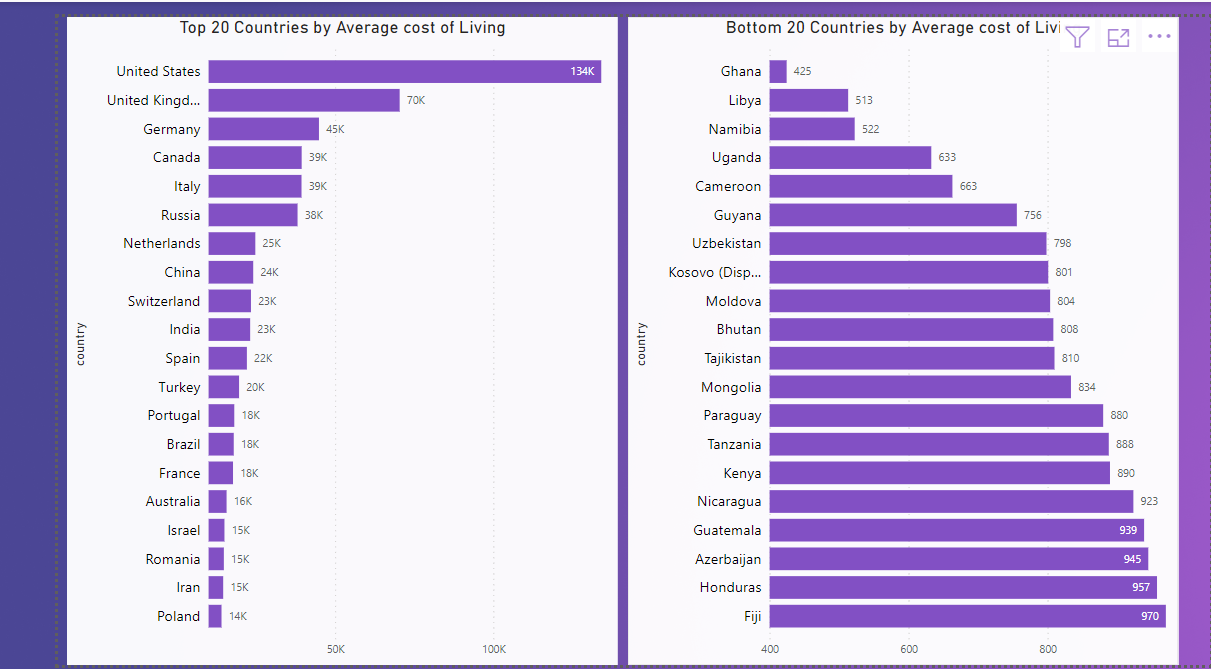 Top 20 Countries by Average cost of Living
United States 134K
United Kingd... 70K
Germany 45K
Canada 39K
Italy 39K
Russia 38K
Netherlands 25K
China 24K
Switzerland 23K
India 23K
Spain 22K
Turkey 20K
Portugal 18K
Brazil 18K
France 18K
Australia 16K
Israel 15K
Romania 15K
Iran 15K
Poland 14K
country
50K 100K
Bottom 20 Countries by Average cost of Livi
Ghana 425
Libya 513
Namibia 522
Uganda 633
Cameroon 663
Guyana 756
Uzbekistan 798
Kosovo (Disp... 801
Moldova 804
Bhutan 808
Tajikistan 810
Mongolia 834
Paraguay 880
Tanzania 888
Kenya 890
Nicaragua 923
Guatemala 939
Azerbaijan 945
Honduras 957
Fiji 970
country
400 600 800